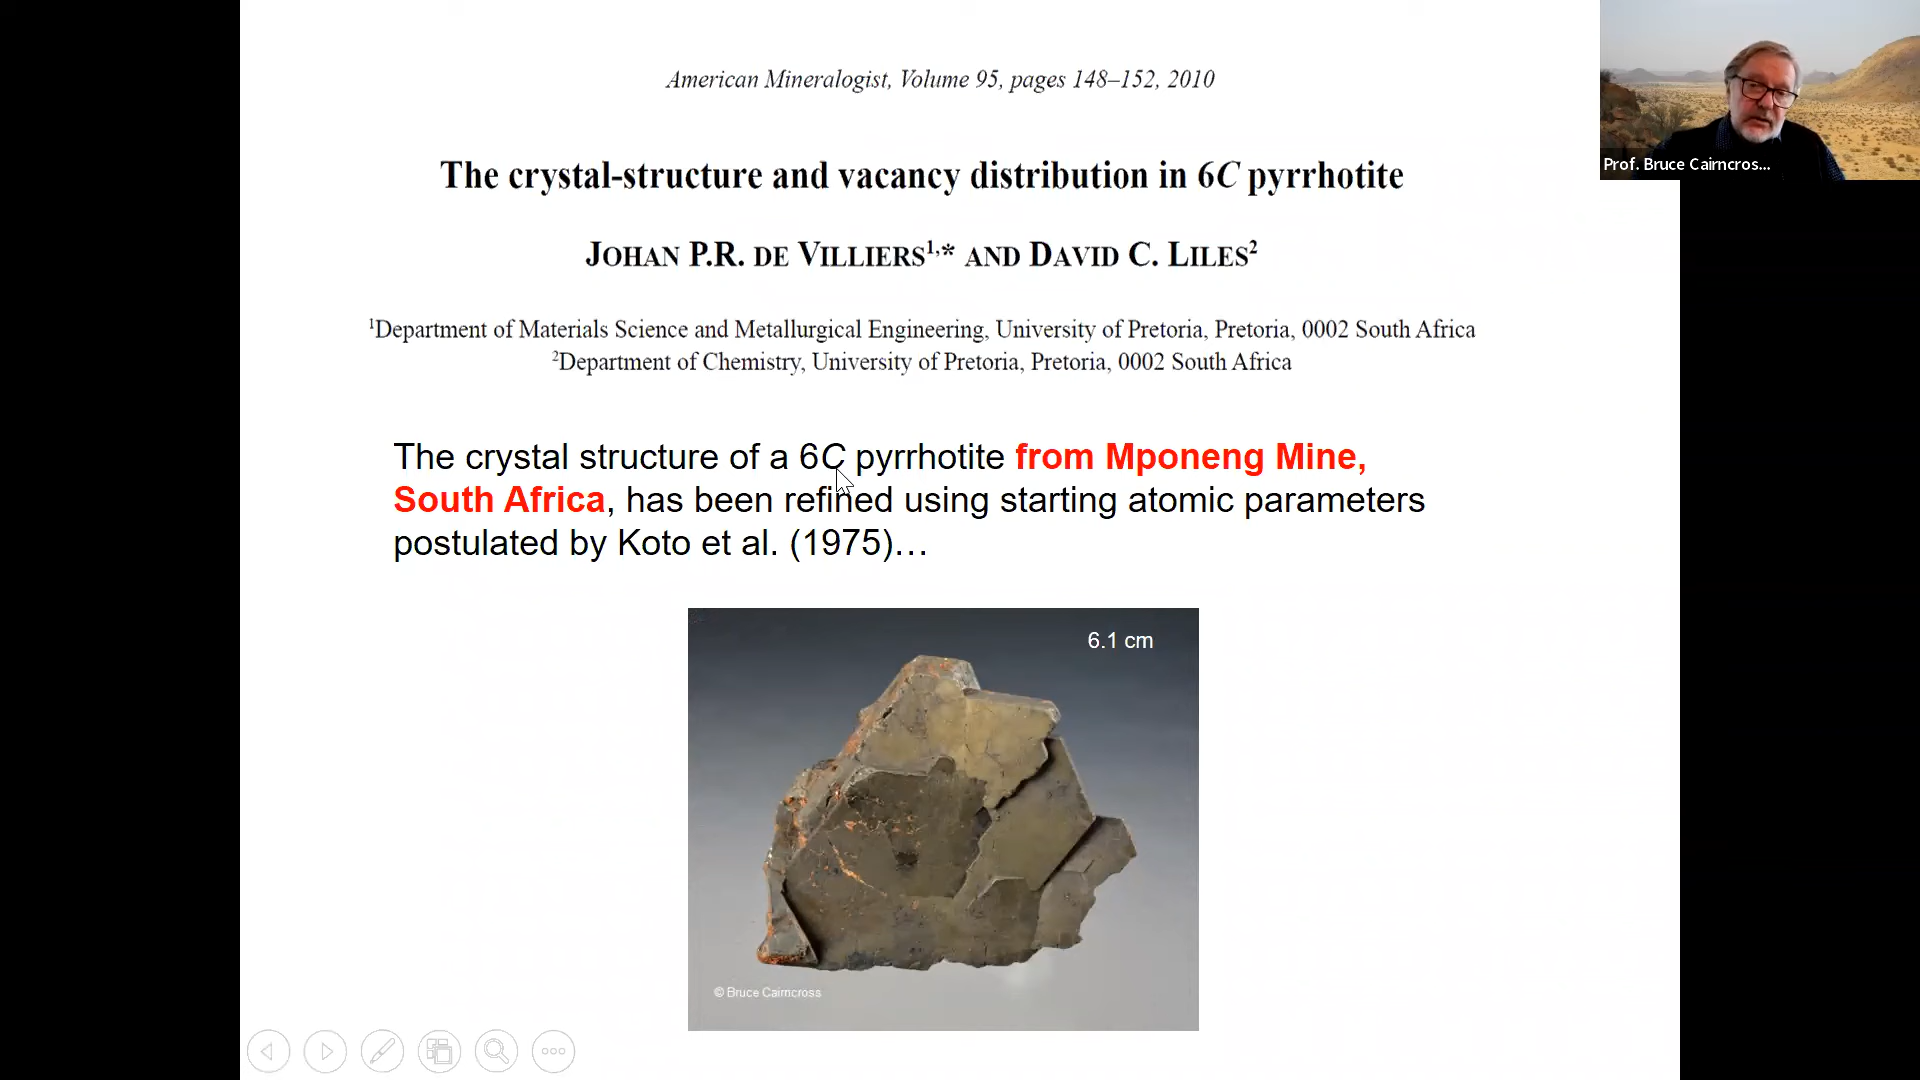 American Mineralogist, Volume 95, pages 148–152, 2010
Prof. Bruce Cairncros...
The crystal-structure and vacancy distribution in 6C pyrrhotite
Johan P.R. de Villiers¹,* and David C. Liles²
¹Department of Materials Science and Metallurgical Engineering, University of Pretoria, Pretoria, 0002 South Africa
²Department of Chemistry, University of Pretoria, Pretoria, 0002 South Africa
The crystal structure of a 6C pyrrhotite from Mponeng Mine,
South Africa, has been refined using starting atomic parameters
postulated by Koto et al. (1975)…
6.1 cm
© Bruce Cairncross